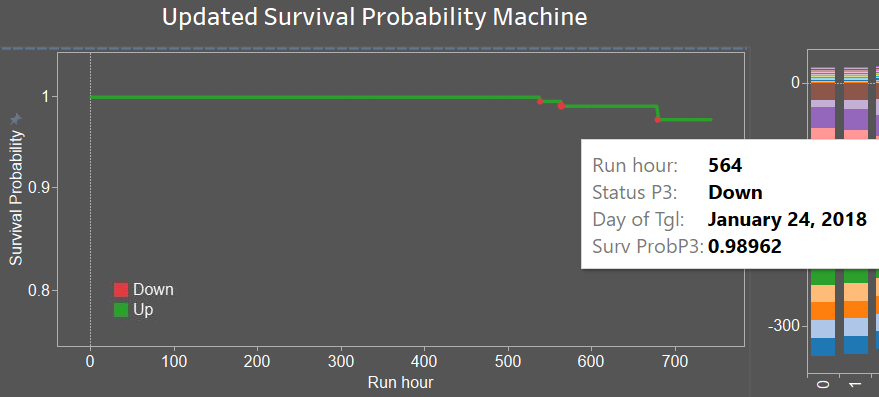 Updated Survival Probability Machine
Survival Probability
1
0.9
0.8
Down
Up
0
100
200
300
400
500
600
700
Run hour
Run hour: 564
Status P3: Down
Day of Tgl: January 24, 2018
Surv ProbP3: 0.98962
0
-300
0
1